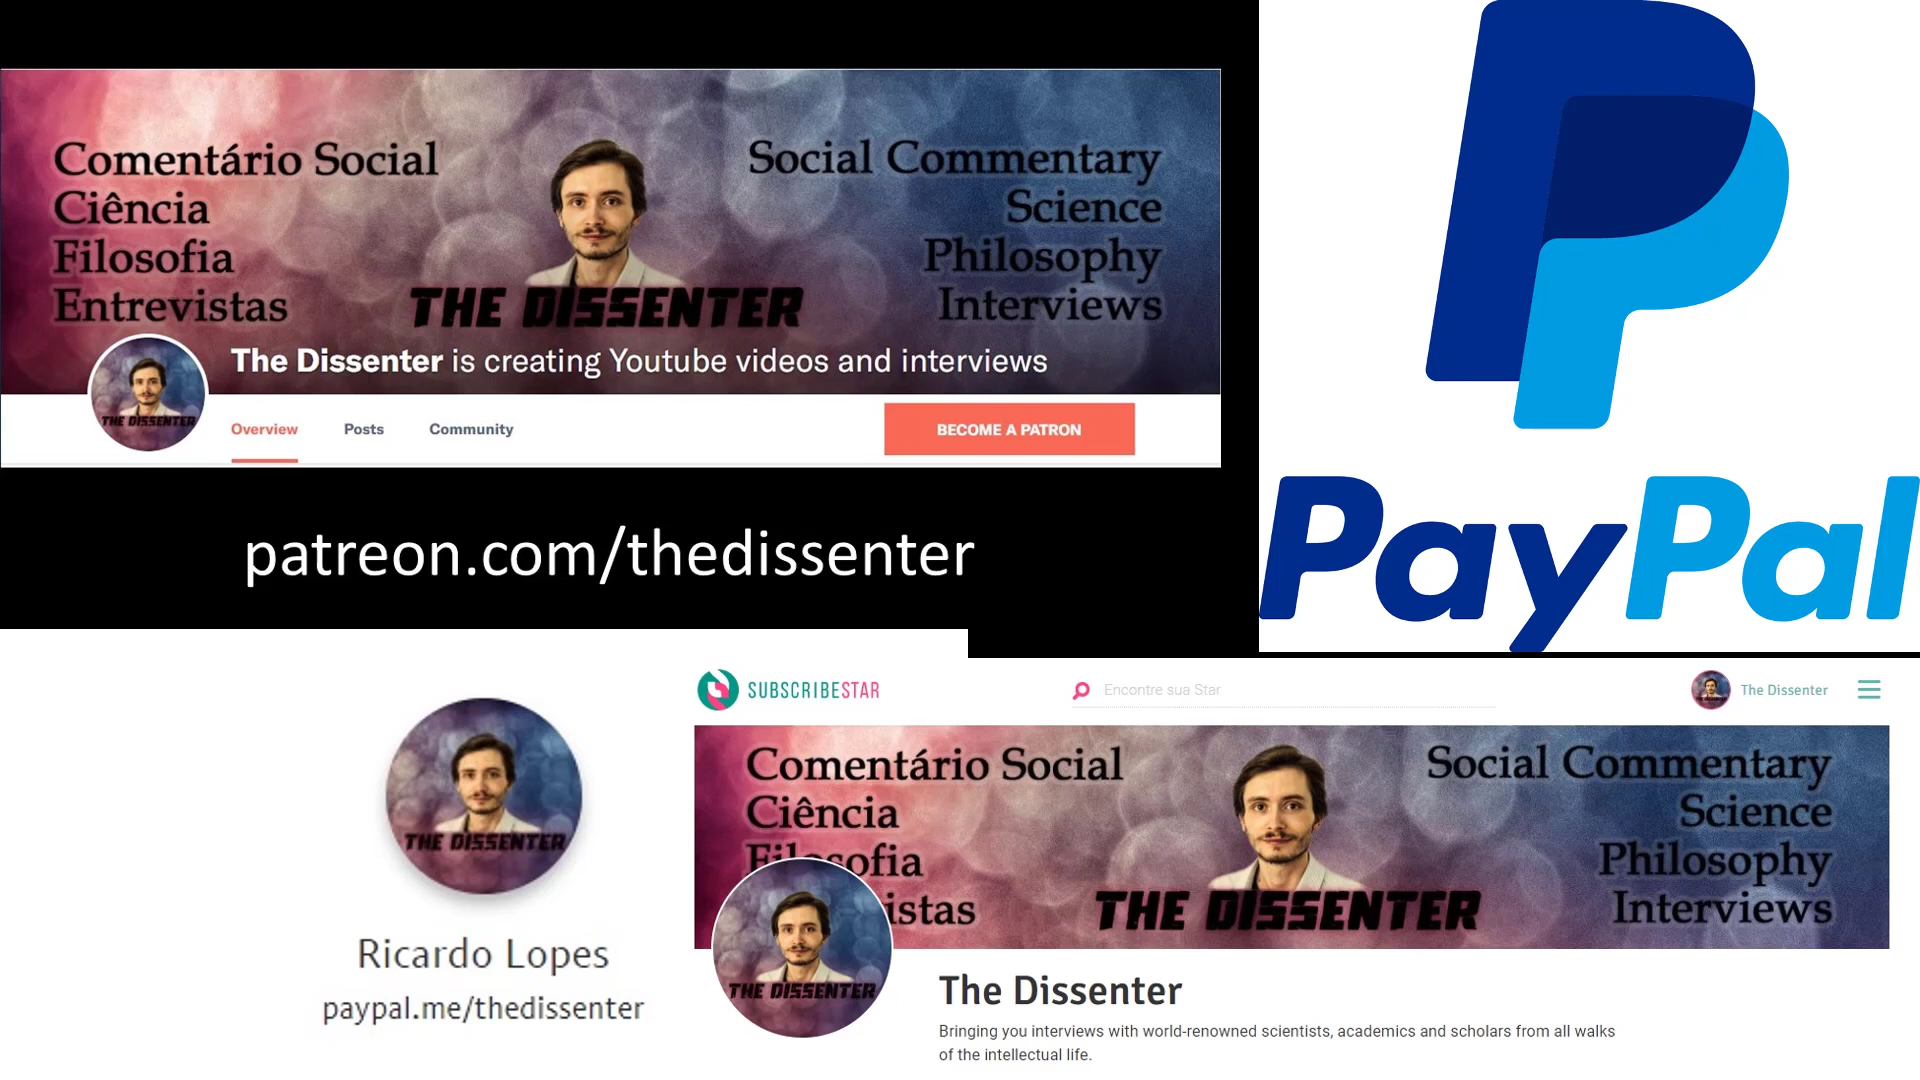 Comentário Social
Ciência
Filosofia
Entrevistas
Social Commentary
Science
Philosophy
Interviews
THE DISSENTER
The Dissenter is creating Youtube videos and interviews
THE DISSENTER
Overview
Posts
Community
BECOME A PATRON
patreon.com/thedissenter
PayPal
THE DISSENTER
Ricardo Lopes
paypal.me/thedissenter
SUBSCRIBESTAR
Encontre sua Star
The Dissenter
Comentário Social
Ciência
Filosofia
istas
Social Commentary
Science
Philosophy
Interviews
THE DISSENTER
THE DISSENTER
The Dissenter
Bringing you interviews with world-renowned scientists, academics and scholars from all walks
of the intellectual life.